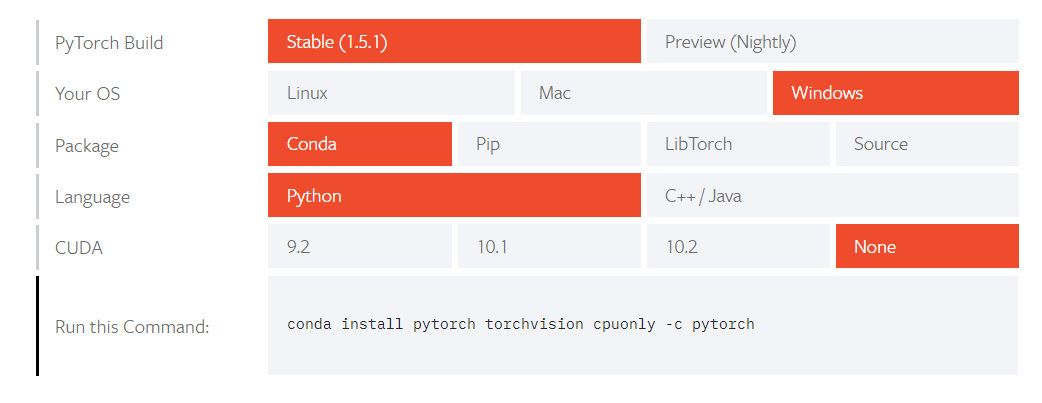 PyTorch Build Stable (1.5.1) Preview (Nightly)
Your OS Linux Mac Windows
Package Conda Pip LibTorch Source
Language Python C++ / Java
CUDA 9.2 10.1 10.2 None
Run this Command: conda install pytorch torchvision cpuonly -c pytorch